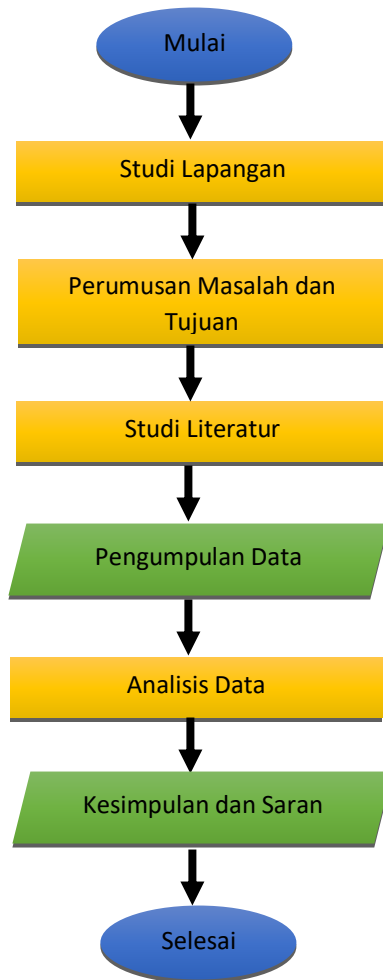 Mulai
Studi Lapangan
Perumusan Masalah dan
Tujuan
Studi Literatur
Pengumpulan Data
Analisis Data
Kesimpulan dan Saran
Selesai